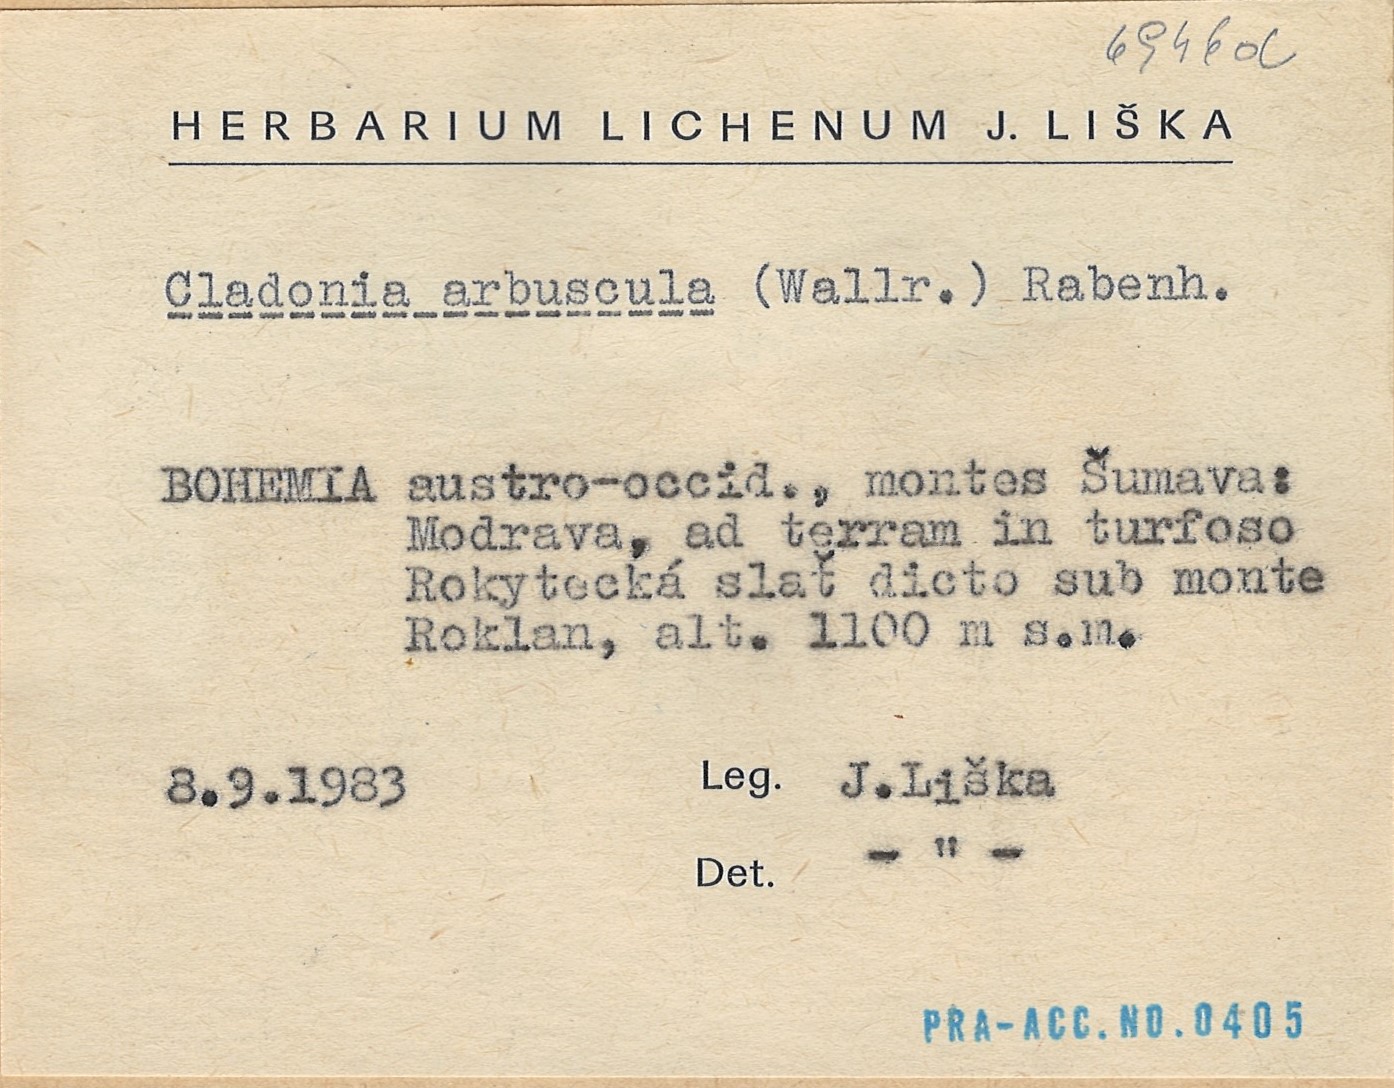 HERBARIUM LICHENUM J. LIŠKA
Cladonia arbuscula (Wallr.) Rabenh.
BOHEMIA austro-occid., montes Šumava:
Modrava, ad terram in turfoso
Rokytecká slať dicto sub monte
Roklan, alt. 1100 m s.m.
8.9.1983 Leg. J.Liška
Det. - " -
PRA-ACC.NO.0405